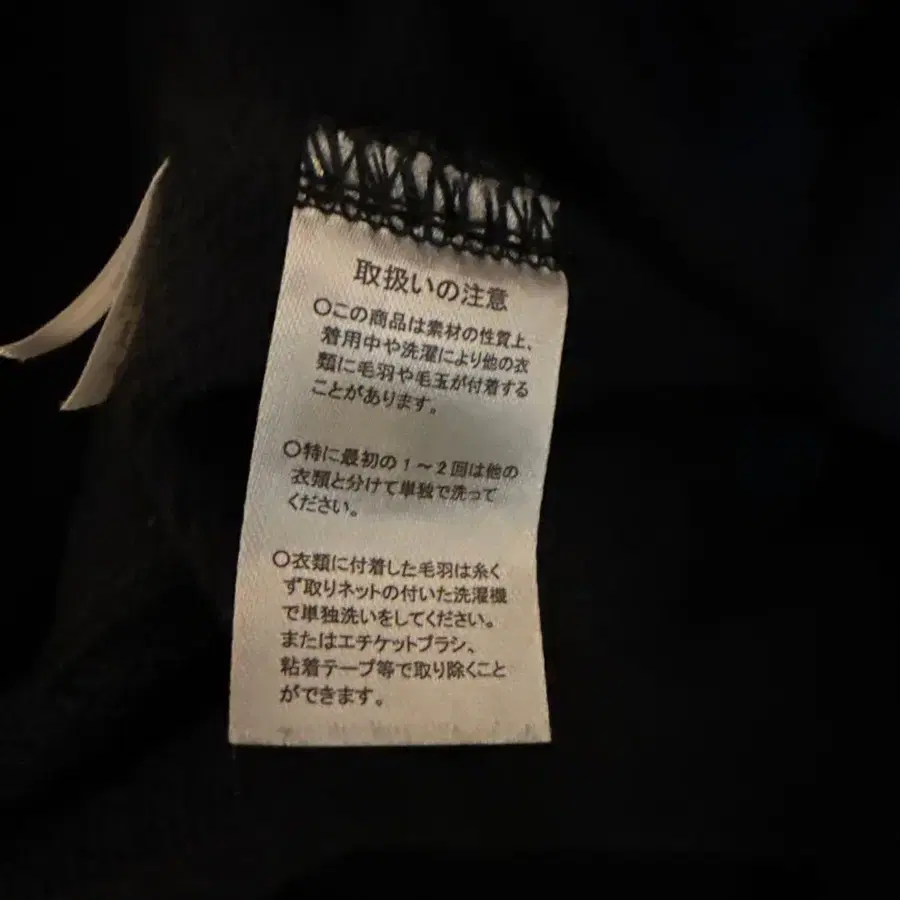 取扱いの注意
○この商品は素材の性質上、
着用中や洗濯により他の衣
類に毛羽や毛玉が付着する
ことがあります。
○特に最初の1～2回は他の
衣類と分けて単独で洗って
ください。
○衣類に付着した毛羽は糸く
ず取りネットの付いた洗濯機
で単独洗いをしてください。
またはエチケットブラシ、
粘着テープ等で取り除くこと
ができます。